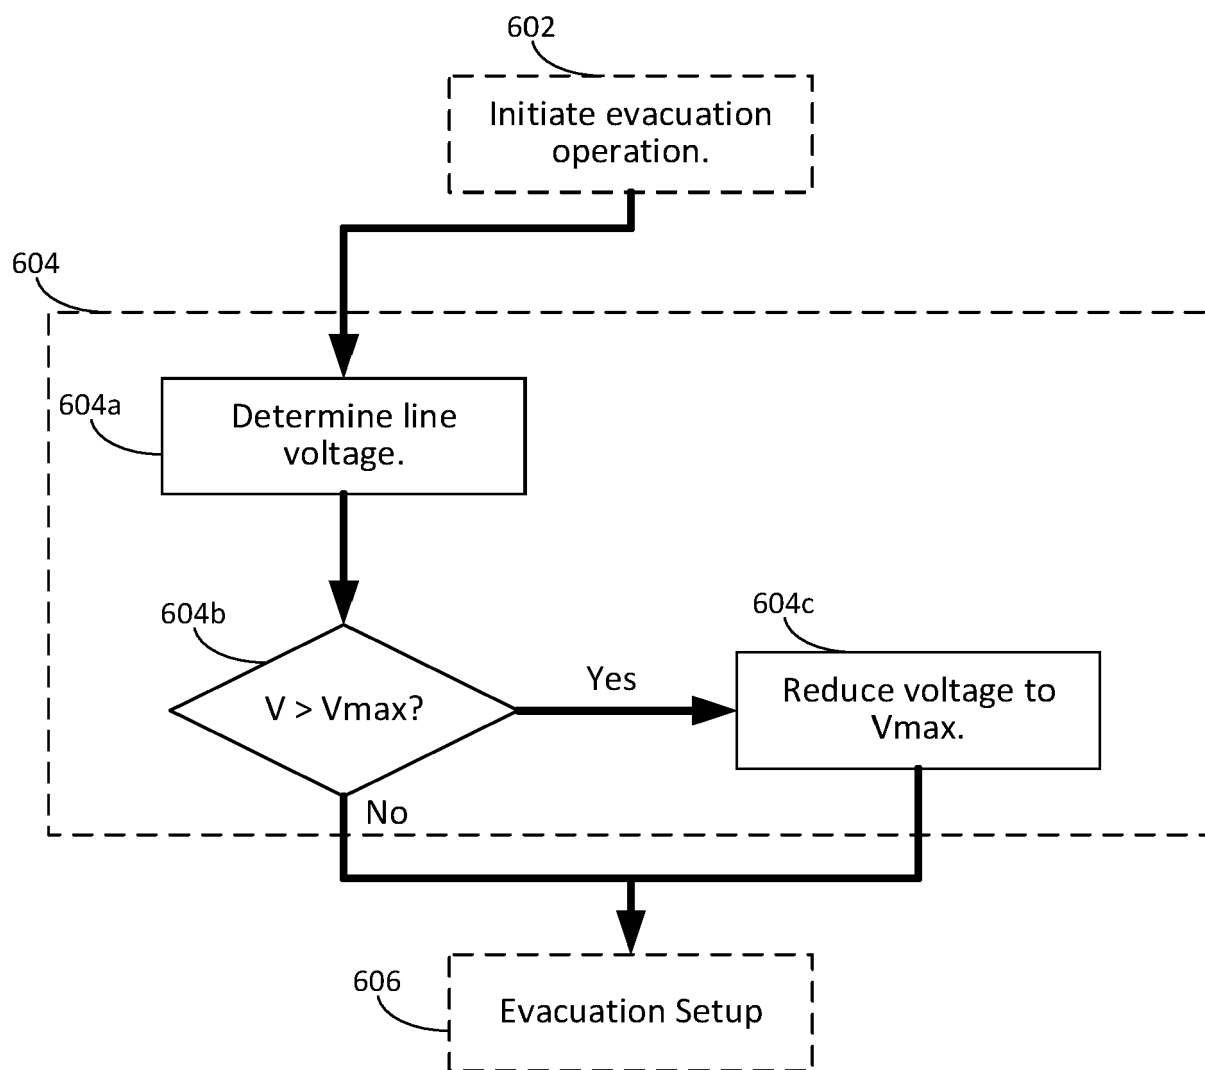 602
Initiate evacuation
operation.
604
604a
Determine line
voltage.
604b
V > Vmax?
Yes
604c
Reduce voltage to
Vmax.
No
606
Evacuation Setup